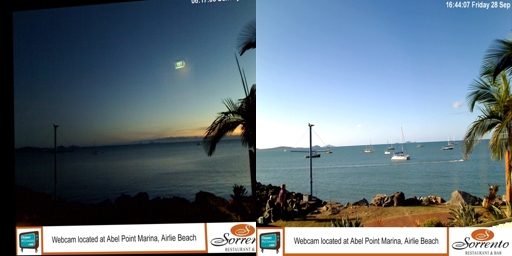 16:44:07 Friday 28 Sep
Webcam located at Abel Point Marina, Airlie Beach
Sorrento
RESTAURANT &
Webcam located at Abel Point Marina, Airlie Beach
Sorrento
RESTAURANT & BAR